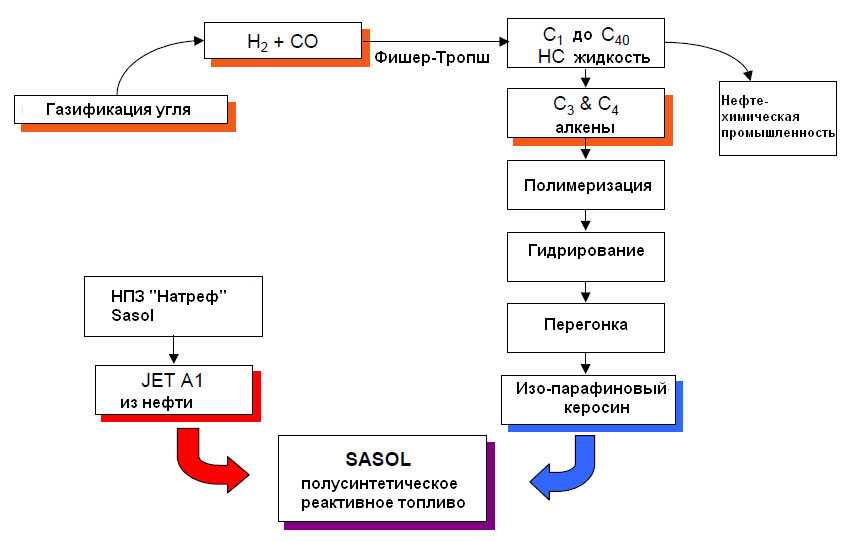 H₂ + CO
Фишер-Тропш
C₁ до C₄₀
HC жидкость
Газификация угля
C₃ & C₄
алкены
Нефте-
химическая
промышленность
Полимеризация
Гидрирование
Перегонка
Изо-парафиновый
керосин
НПЗ "Натреф"
Sasol
JET A1
из нефти
SASOL
полусинтетическое
реактивное топливо